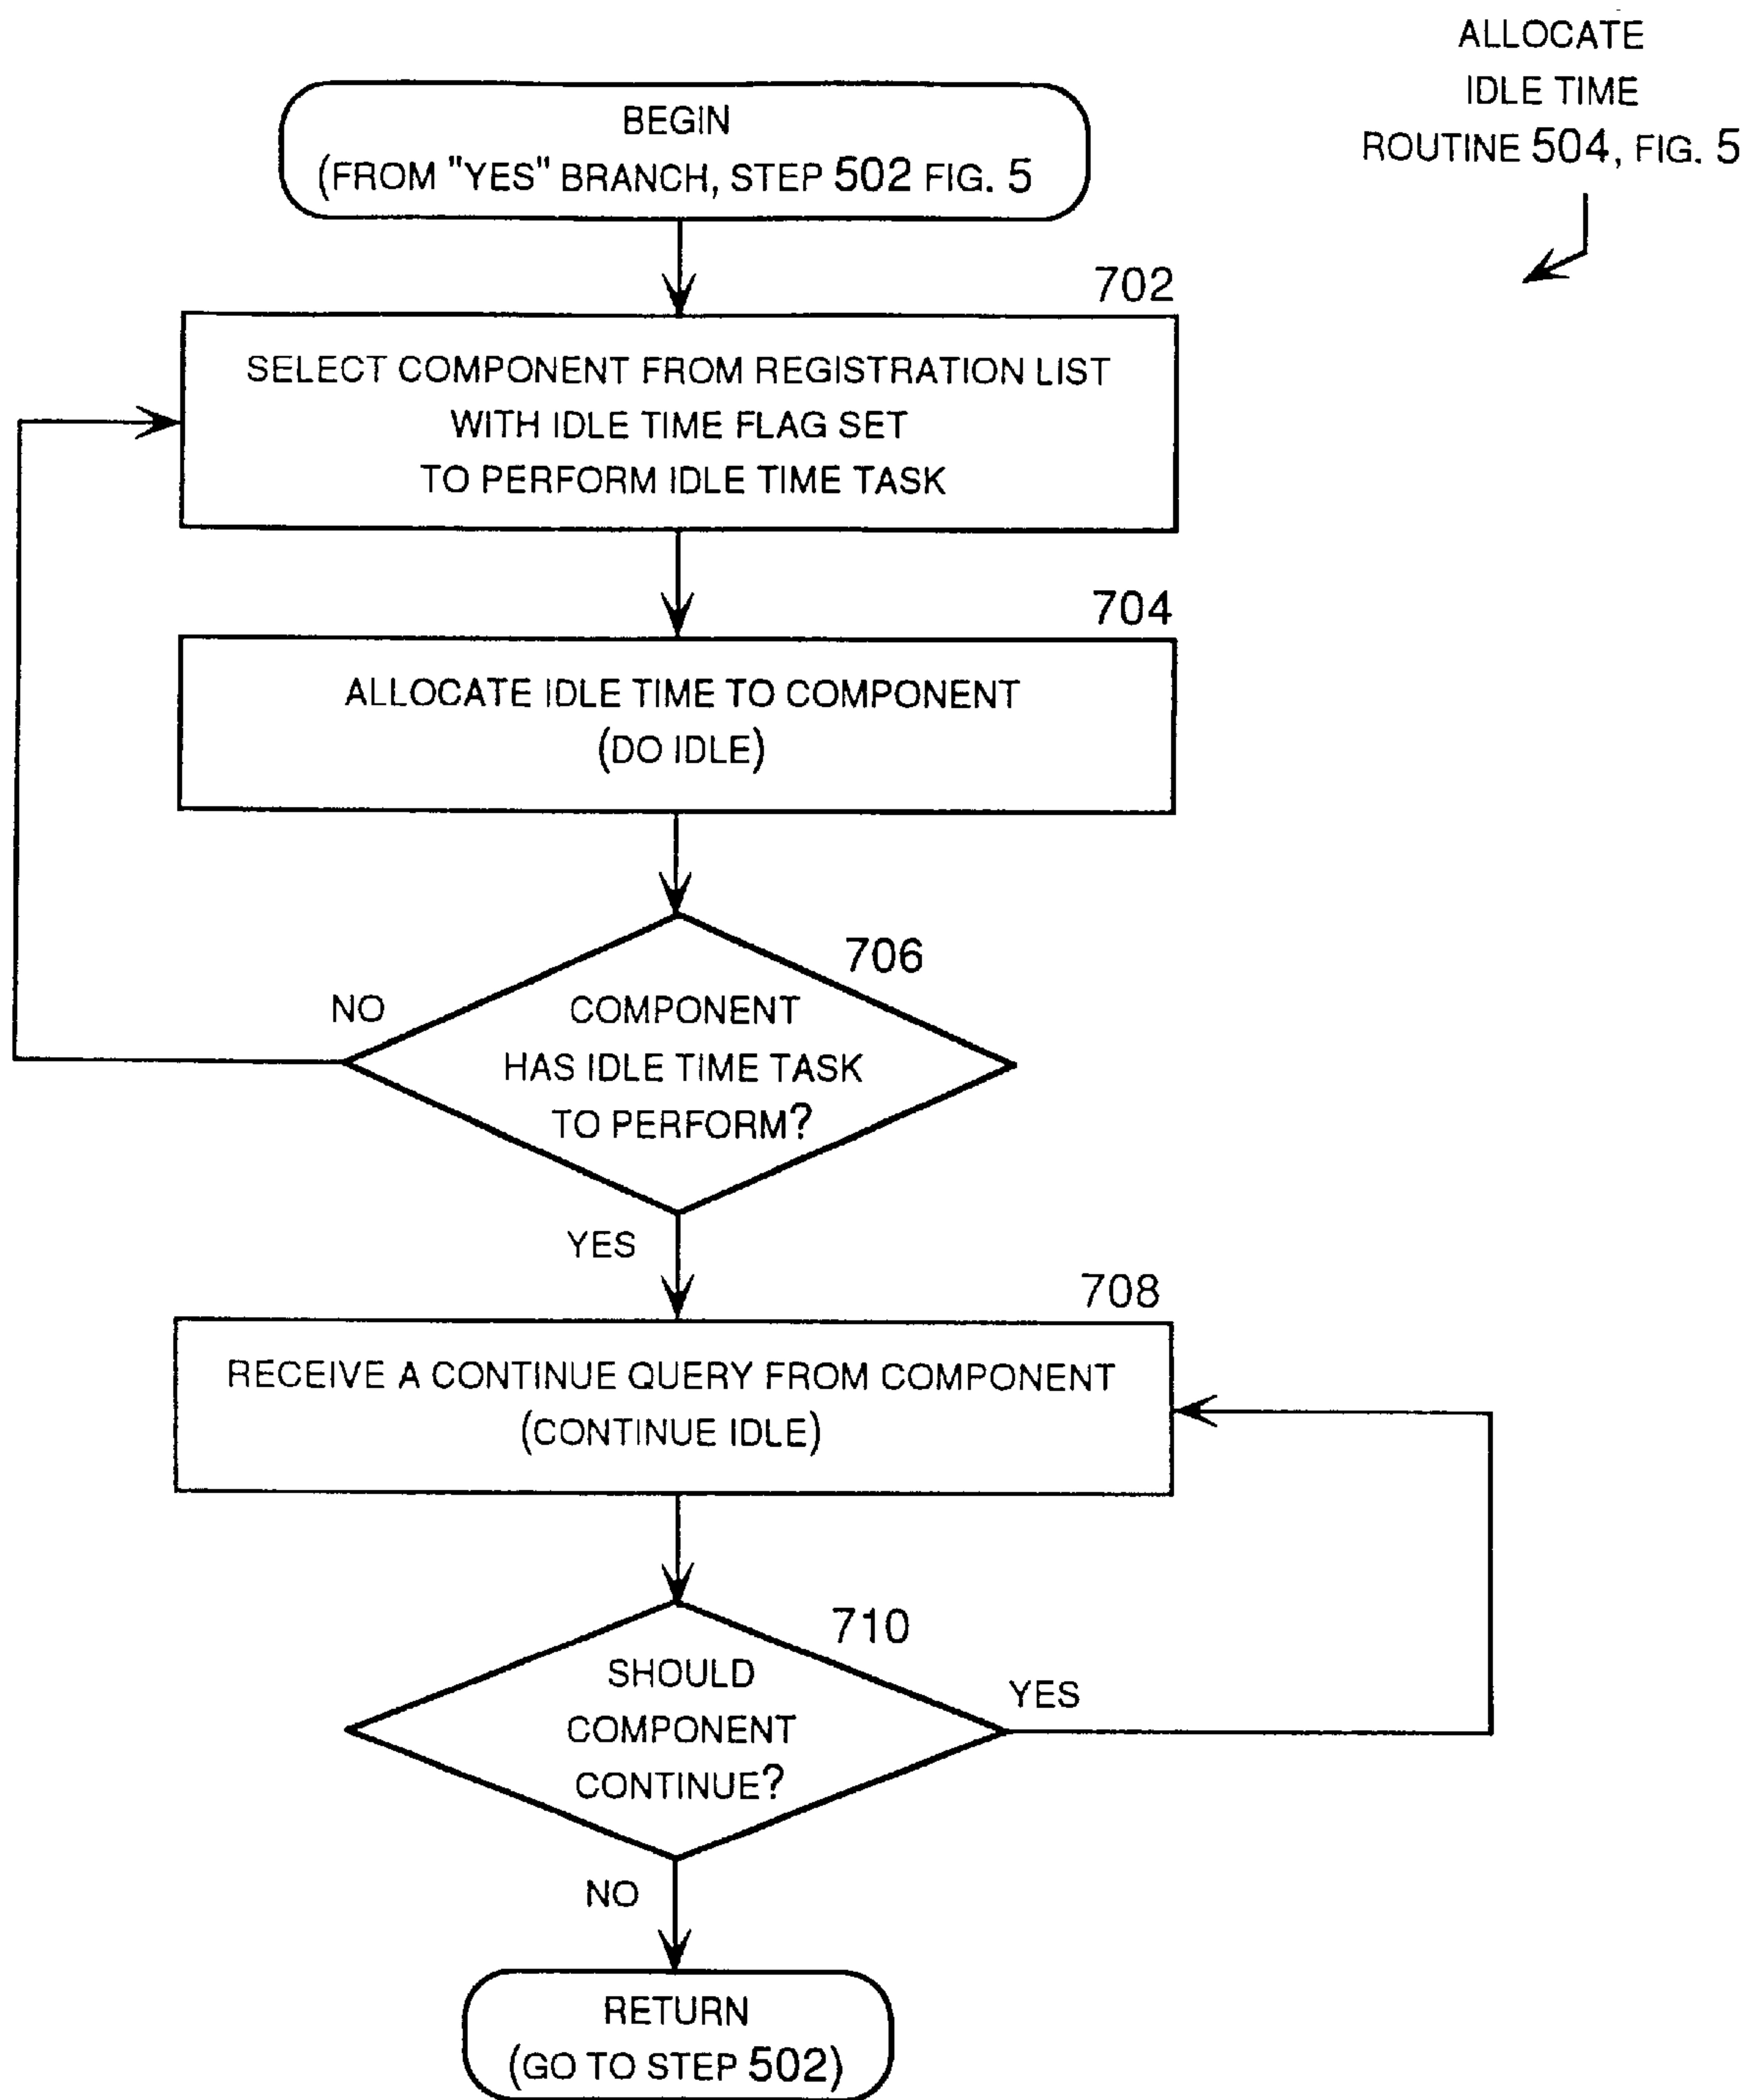 ALLOCATE
IDLE TIME
ROUTINE 504, FIG. 5
BEGIN
(FROM "YES" BRANCH, STEP 502 FIG. 5
702
SELECT COMPONENT FROM REGISTRATION LIST
WITH IDLE TIME FLAG SET
TO PERFORM IDLE TIME TASK
704
ALLOCATE IDLE TIME TO COMPONENT
(DO IDLE)
706
NO
COMPONENT
HAS IDLE TIME TASK
TO PERFORM?
YES
708
RECEIVE A CONTINUE QUERY FROM COMPONENT
(CONTINUE IDLE)
710
SHOULD
COMPONENT
CONTINUE?
YES
NO
RETURN
(GO TO STEP 502)